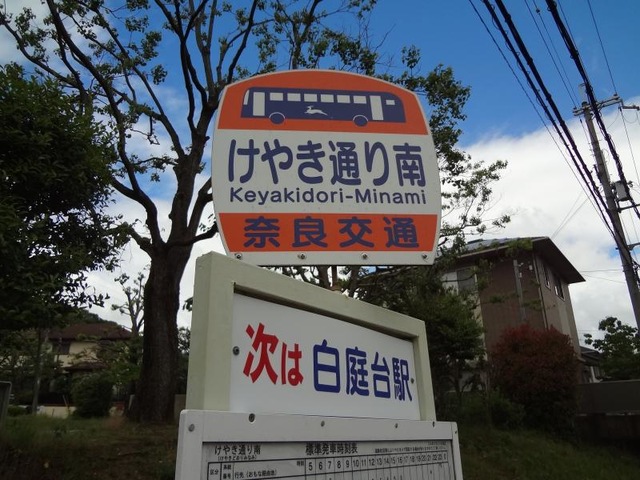 けやき通り南
Keyakidori-Minami
奈良交通
次は 白庭台駅
けやき通り南
標準発車時刻表
時刻 5 6 7 8 9 10 11 12 13 14 15 16 17 18 19 20 21 22 23